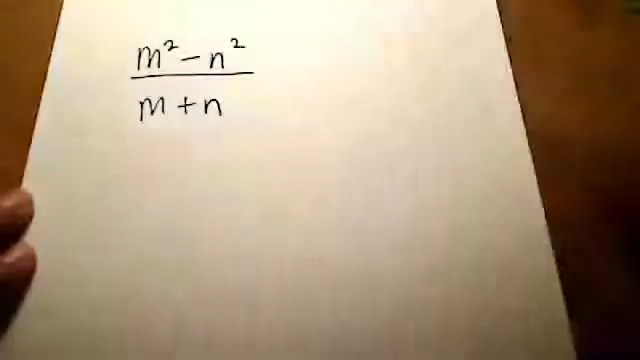 m² − n²
m + n